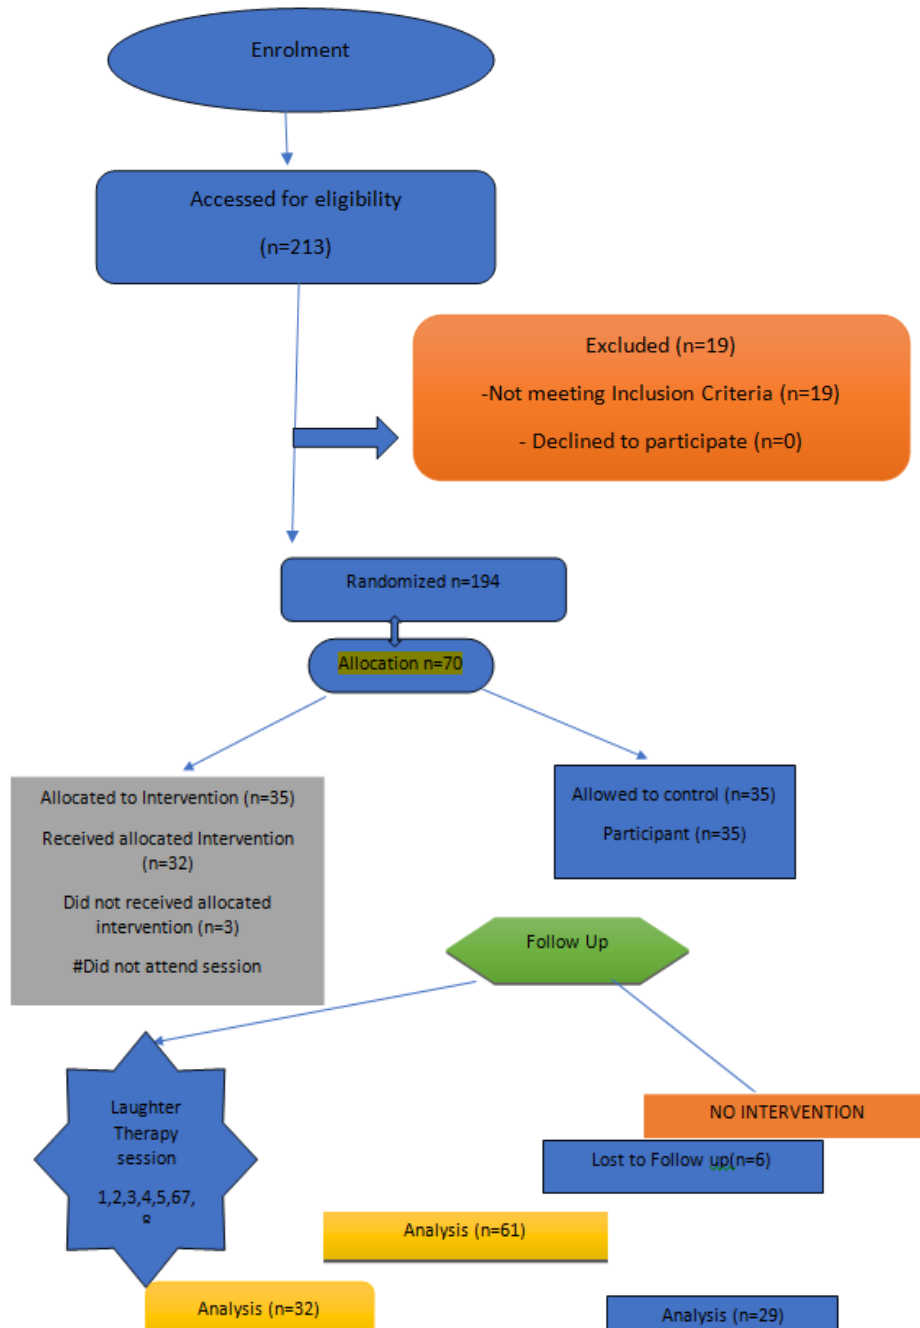 Enrolment
Accessed for eligibility
(n=213)
Excluded (n=19)
-Not meeting Inclusion Criteria (n=19)
- Declined to participate (n=0)
Randomized n=194
Allocation n=70
Allocated to Intervention (n=35)
Received allocated Intervention
(n=32)
Did not received allocated
intervention (n=3)
#Did not attend session
Allowed to control (n=35)
Participant (n=35)
Follow Up
Laughter
Therapy
session
1,2,3,4,5,67,
8
NO INTERVENTION
Lost to Follow up(n=6)
Analysis (n=61)
Analysis (n=32)
Analysis (n=29)